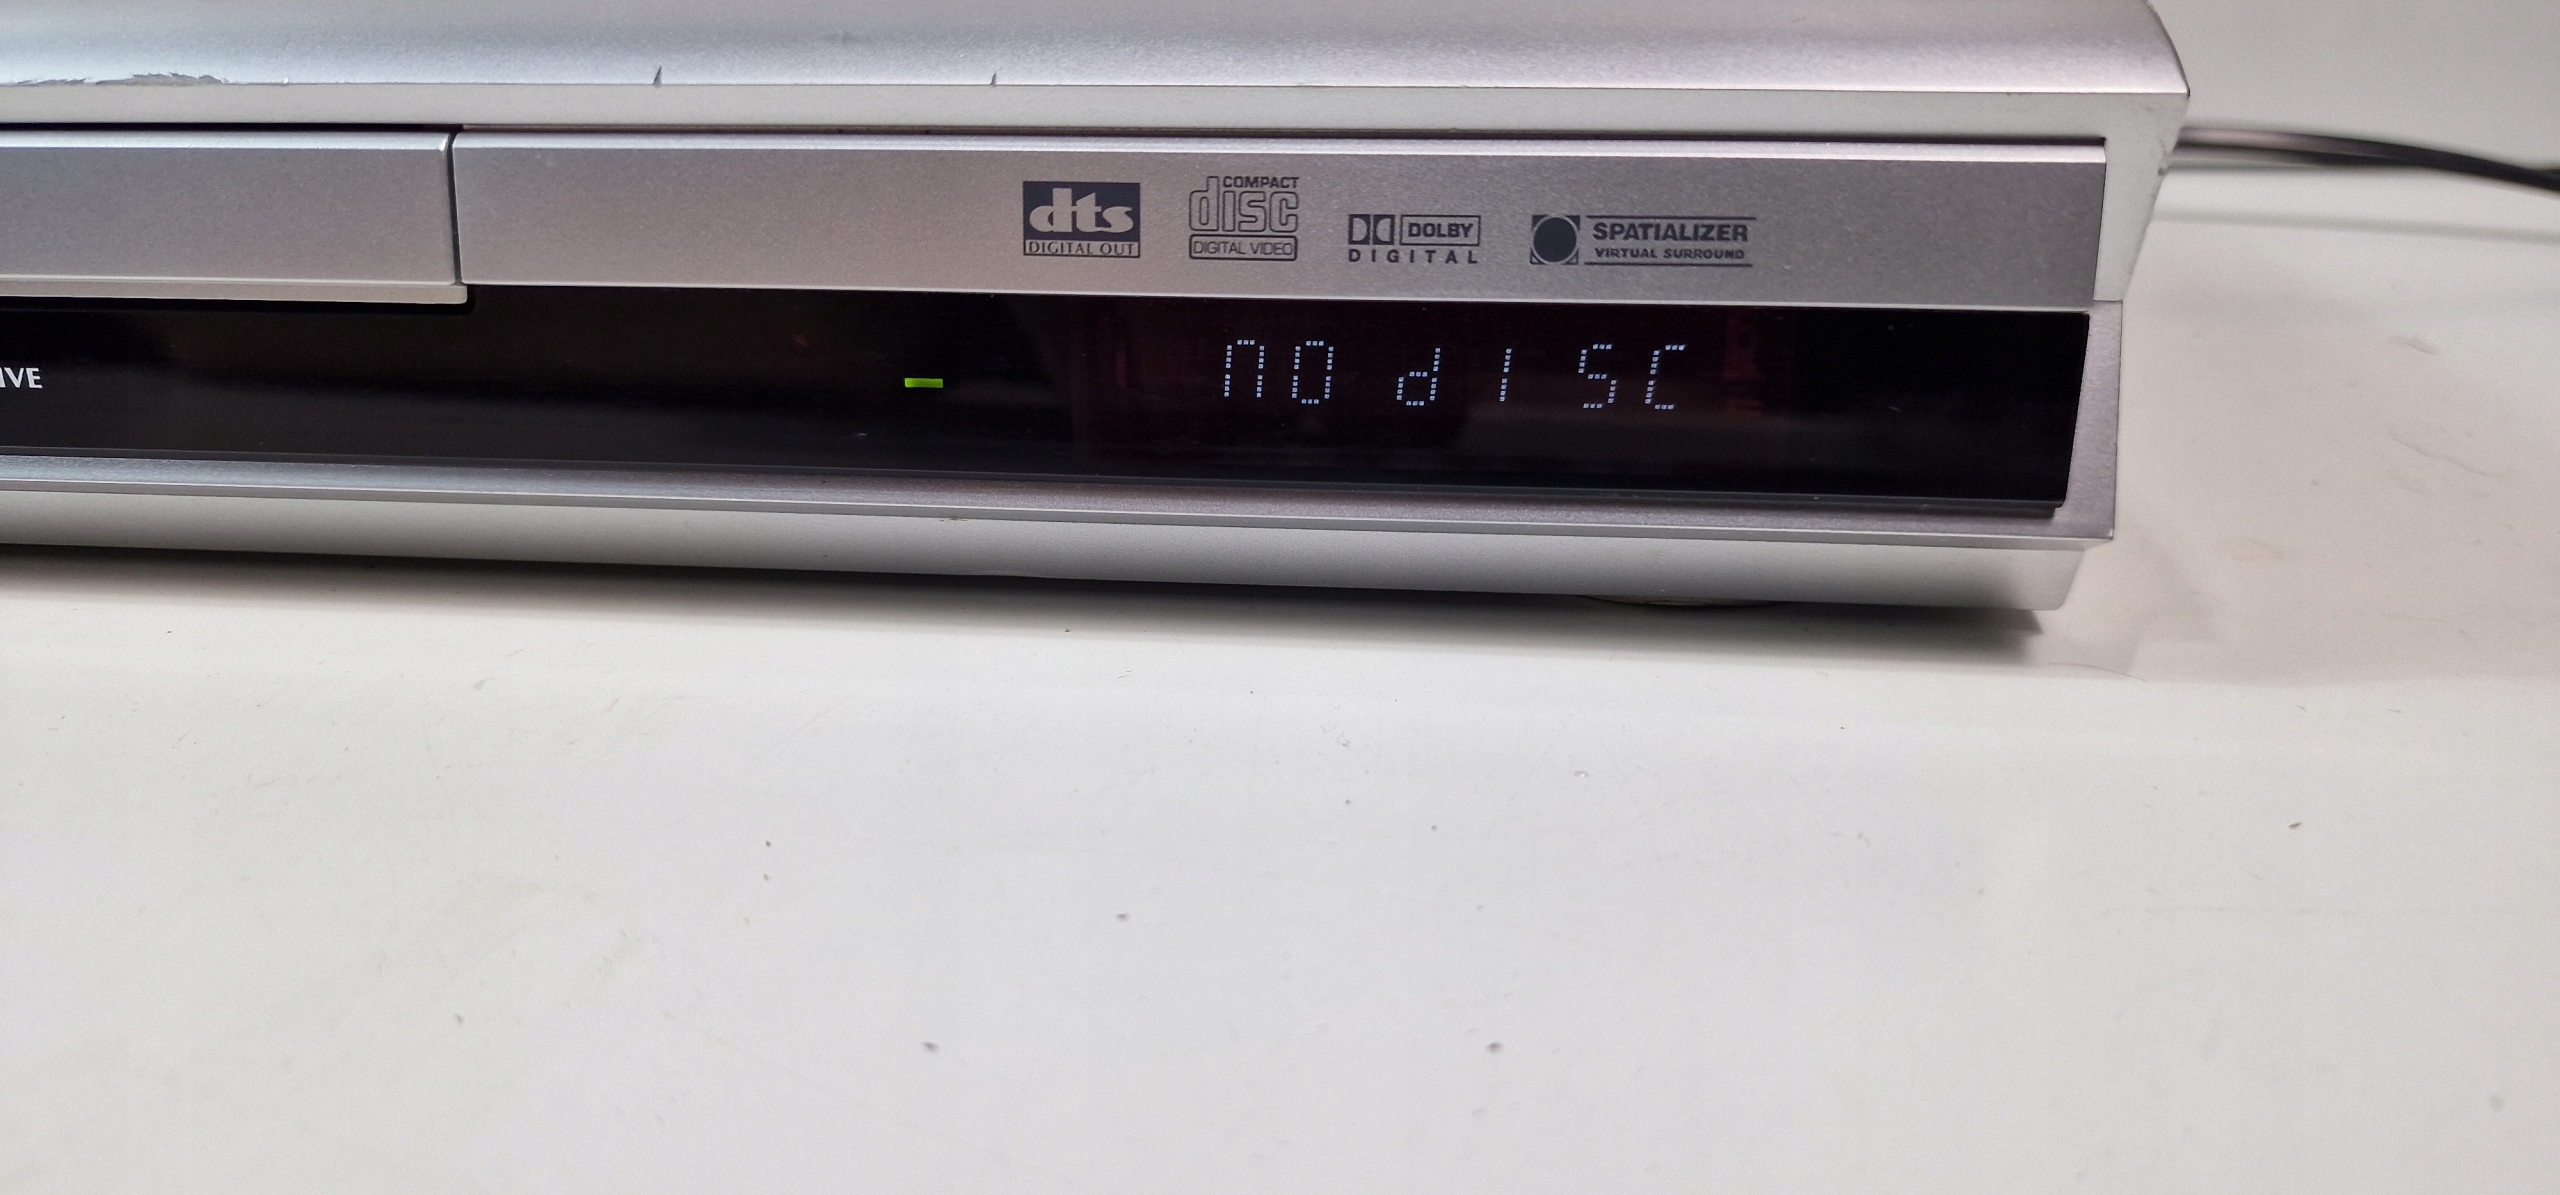 dts
DIGITAL OUT
COMPACT
disc
DIGITAL VIDEO
DOLBY
DIGITAL
SPATIALIZER
VIRTUAL SURROUND
IVE
NO dISC